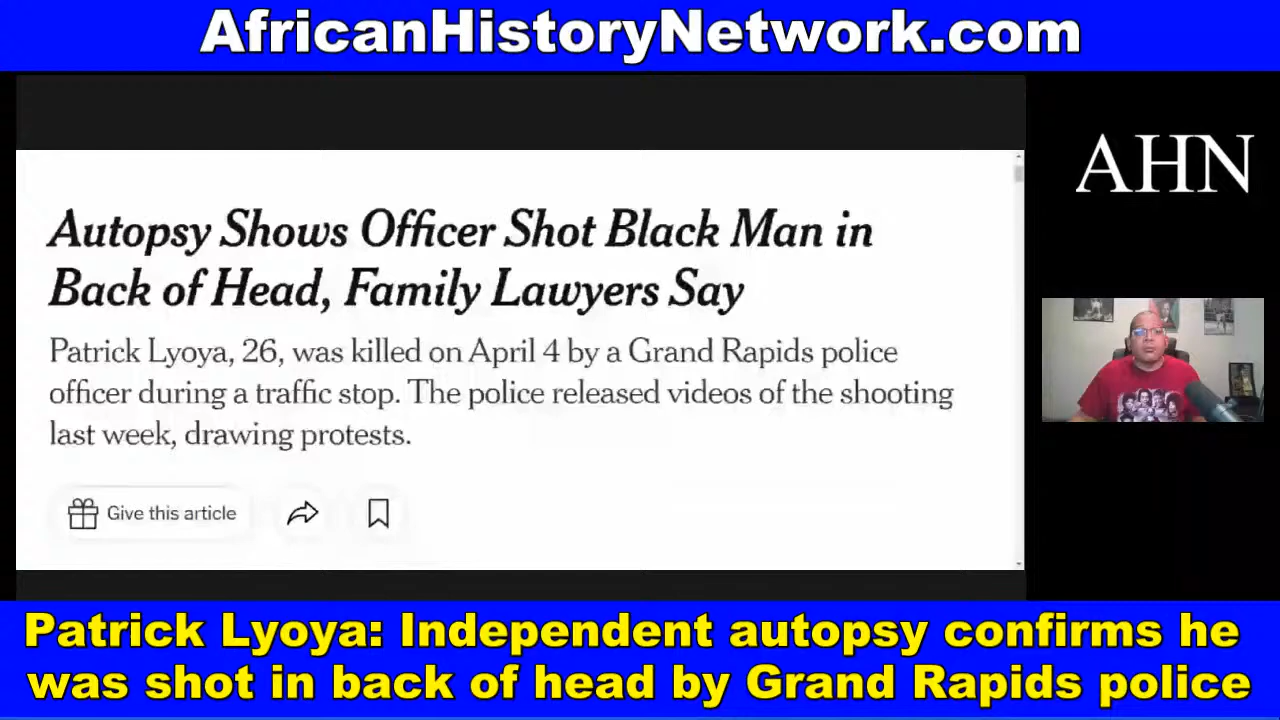 AfricanHistoryNetwork.com
AHN
Autopsy Shows Officer Shot Black Man in
Back of Head, Family Lawyers Say
Patrick Lyoya, 26, was killed on April 4 by a Grand Rapids police
officer during a traffic stop. The police released videos of the shooting
last week, drawing protests.
Give this article
Patrick Lyoya: Independent autopsy confirms he
was shot in back of head by Grand Rapids police